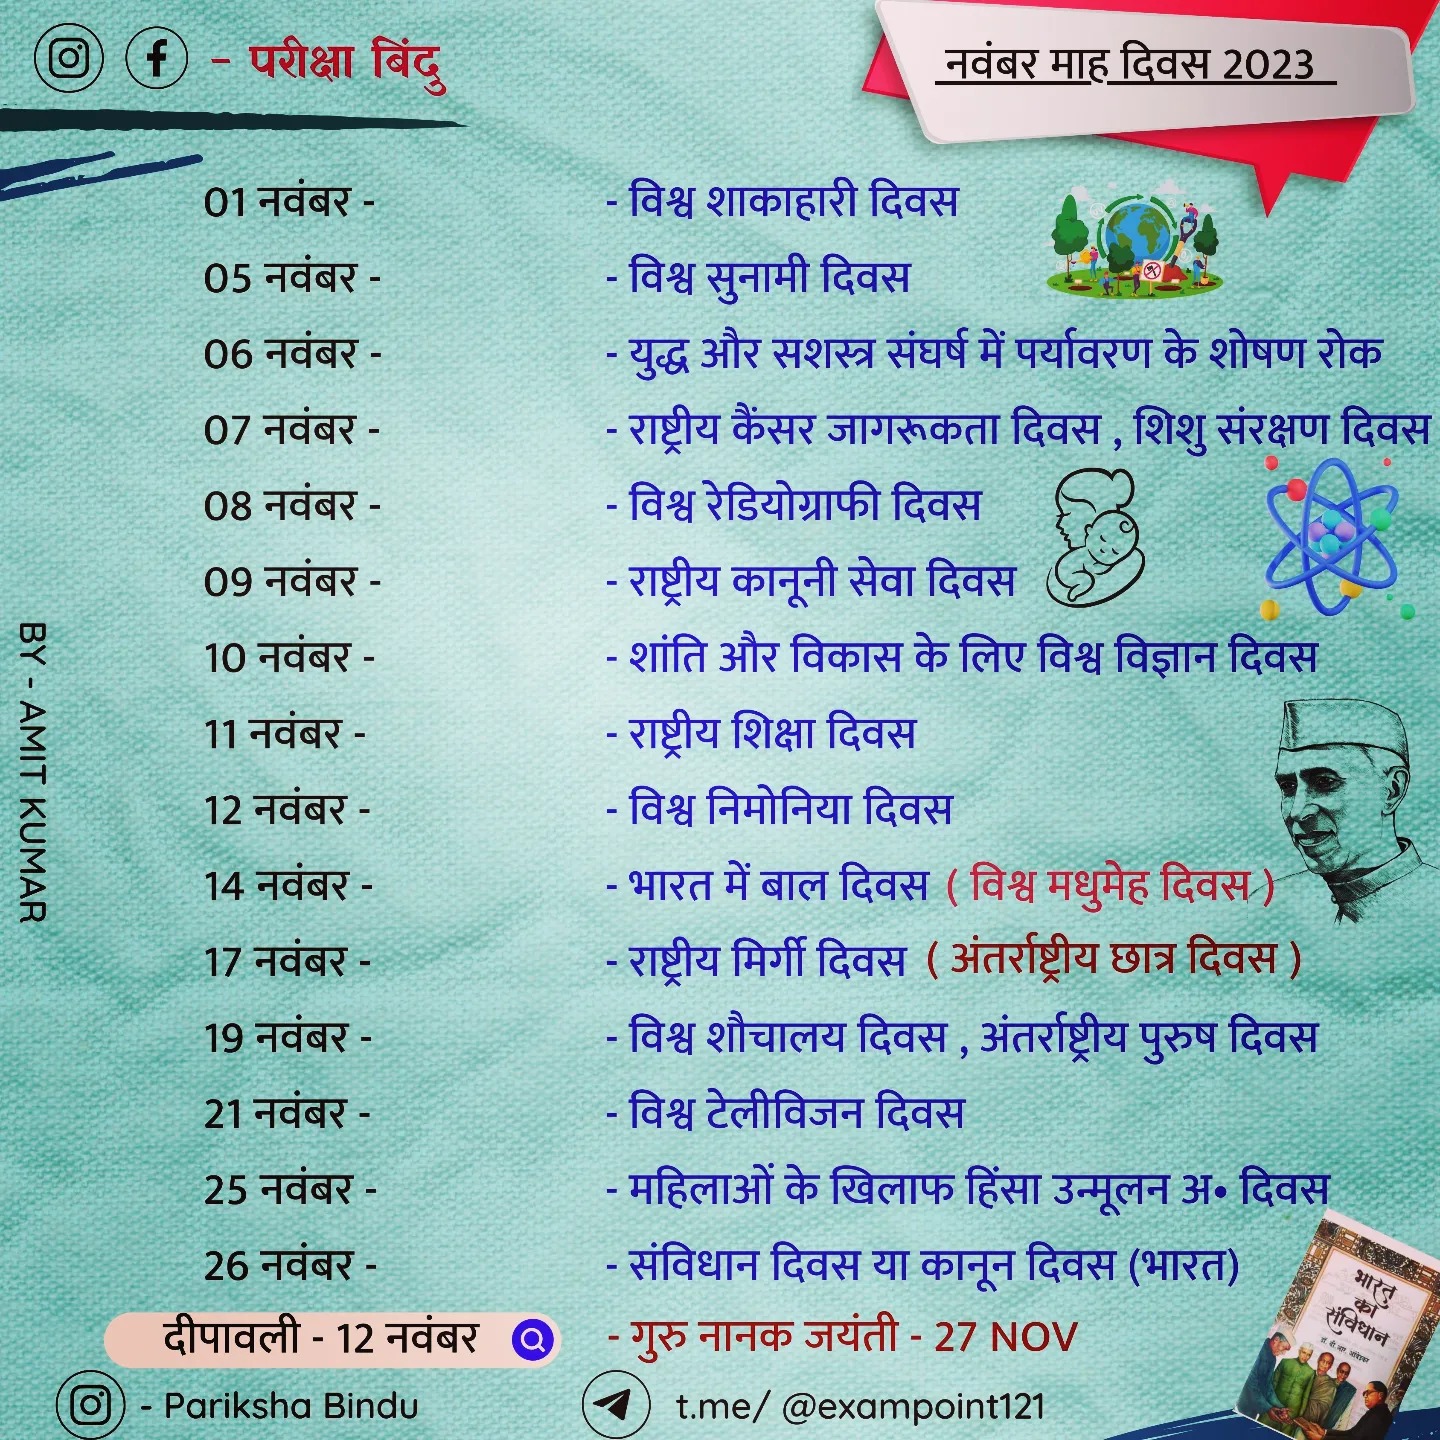 - परीक्षा बिंदु
नवंबर माह दिवस 2023
01 नवंबर - - विश्व शाकाहारी दिवस
05 नवंबर - - विश्व सुनामी दिवस
06 नवंबर - - युद्ध और सशस्त्र संघर्ष में पर्यावरण के शोषण रोक
07 नवंबर - - राष्ट्रीय कैंसर जागरूकता दिवस , शिशु संरक्षण दिवस
08 नवंबर - - विश्व रेडियोग्राफी दिवस
09 नवंबर - - राष्ट्रीय कानूनी सेवा दिवस
10 नवंबर - - शांति और विकास के लिए विश्व विज्ञान दिवस
11 नवंबर - - राष्ट्रीय शिक्षा दिवस
12 नवंबर - - विश्व निमोनिया दिवस
14 नवंबर - - भारत में बाल दिवस ( विश्व मधुमेह दिवस )
17 नवंबर - - राष्ट्रीय मिर्गी दिवस ( अंतर्राष्ट्रीय छात्र दिवस )
19 नवंबर - - विश्व शौचालय दिवस , अंतर्राष्ट्रीय पुरुष दिवस
21 नवंबर - - विश्व टेलीविजन दिवस
25 नवंबर - - महिलाओं के खिलाफ हिंसा उन्मूलन अ• दिवस
26 नवंबर - - संविधान दिवस या कानून दिवस (भारत)
दीपावली - 12 नवंबर - गुरु नानक जयंती - 27 NOV
- Pariksha Bindu t.me/ @exampoint121
BY - AMIT KUMAR
भारत
का
संविधान